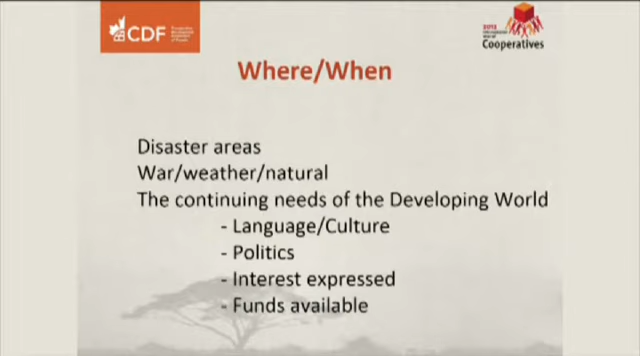 CDF
2012
Cooperatives
Where/When
Disaster areas
War/weather/natural
The continuing needs of the Developing World
- Language/Culture
- Politics
- Interest expressed
- Funds available